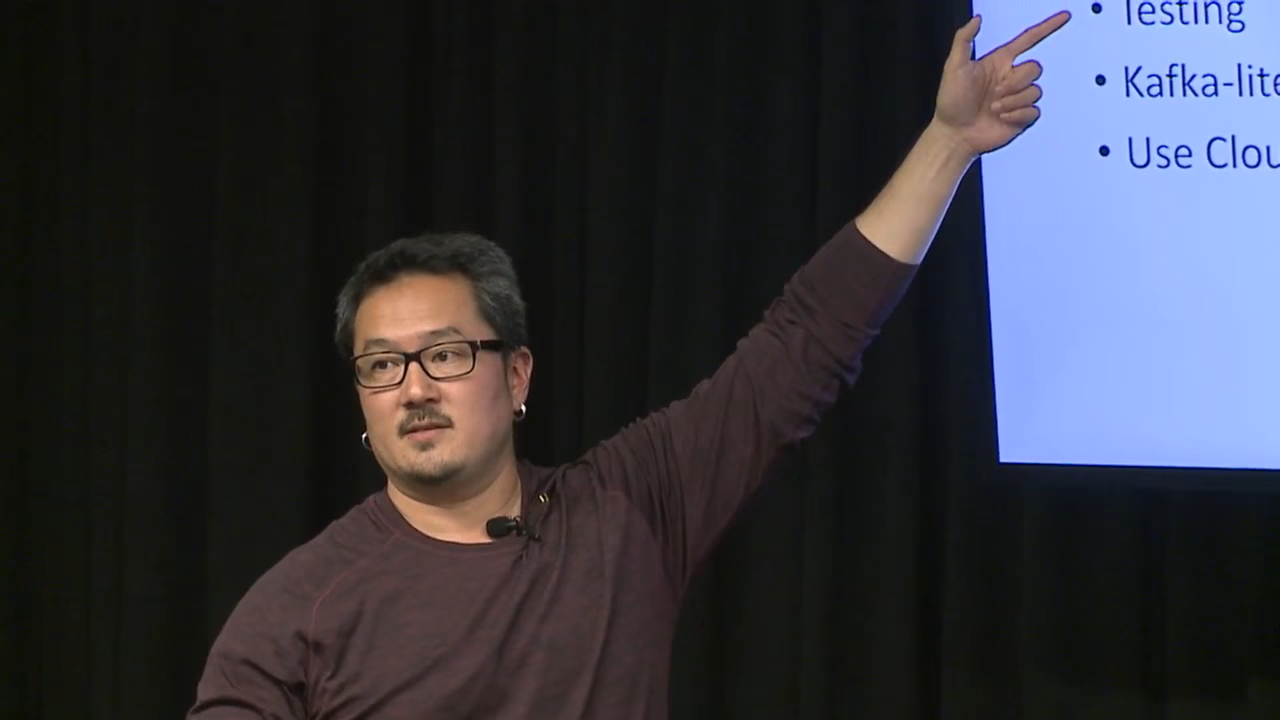 • Testing
• Kafka-lite
• Use Clou